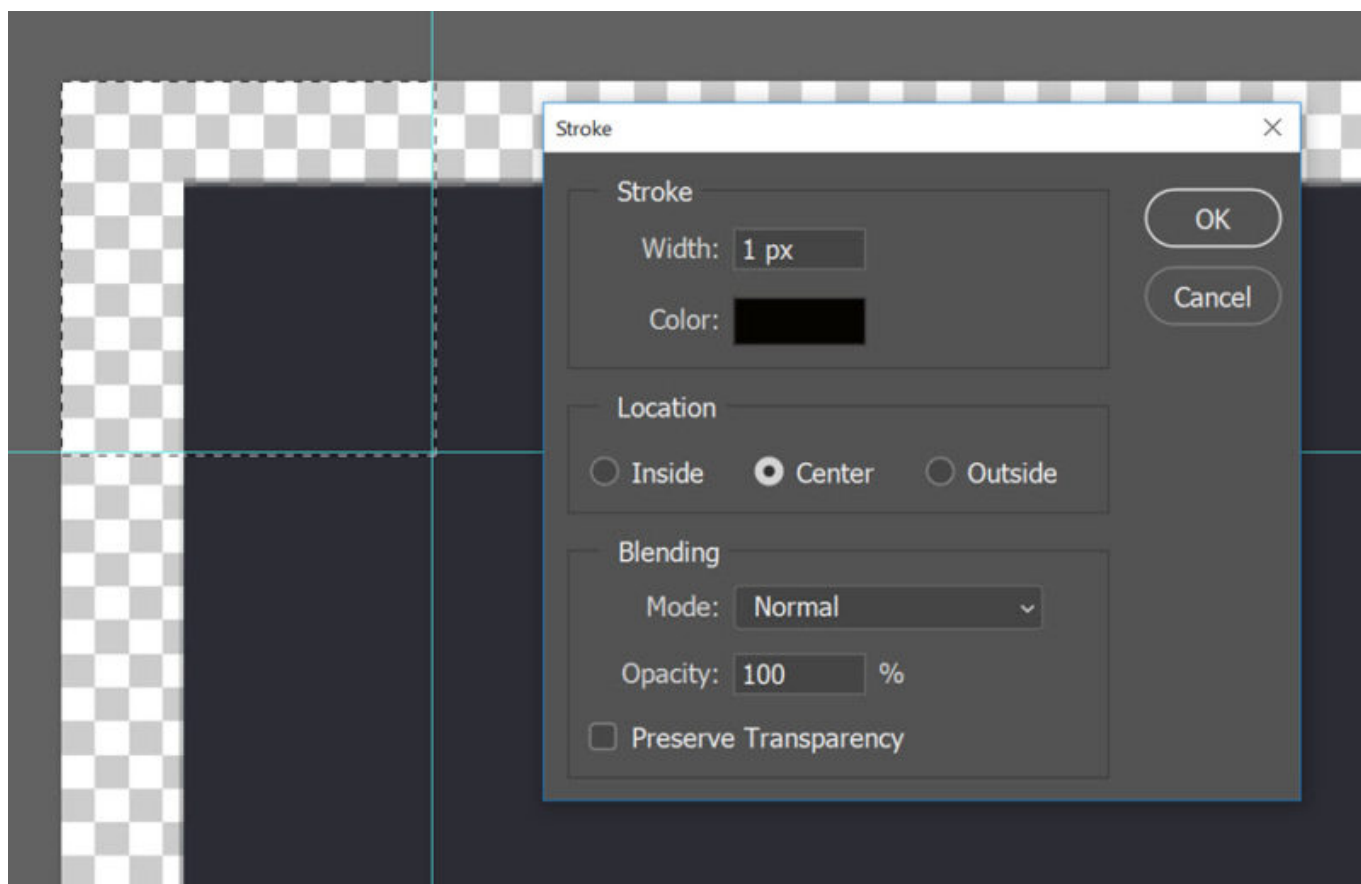 Stroke
Stroke
OK
Width: 1 px
Cancel
Color:
Location
Inside Center Outside
Blending
Mode: Normal
Opacity: 100 %
Preserve Transparency